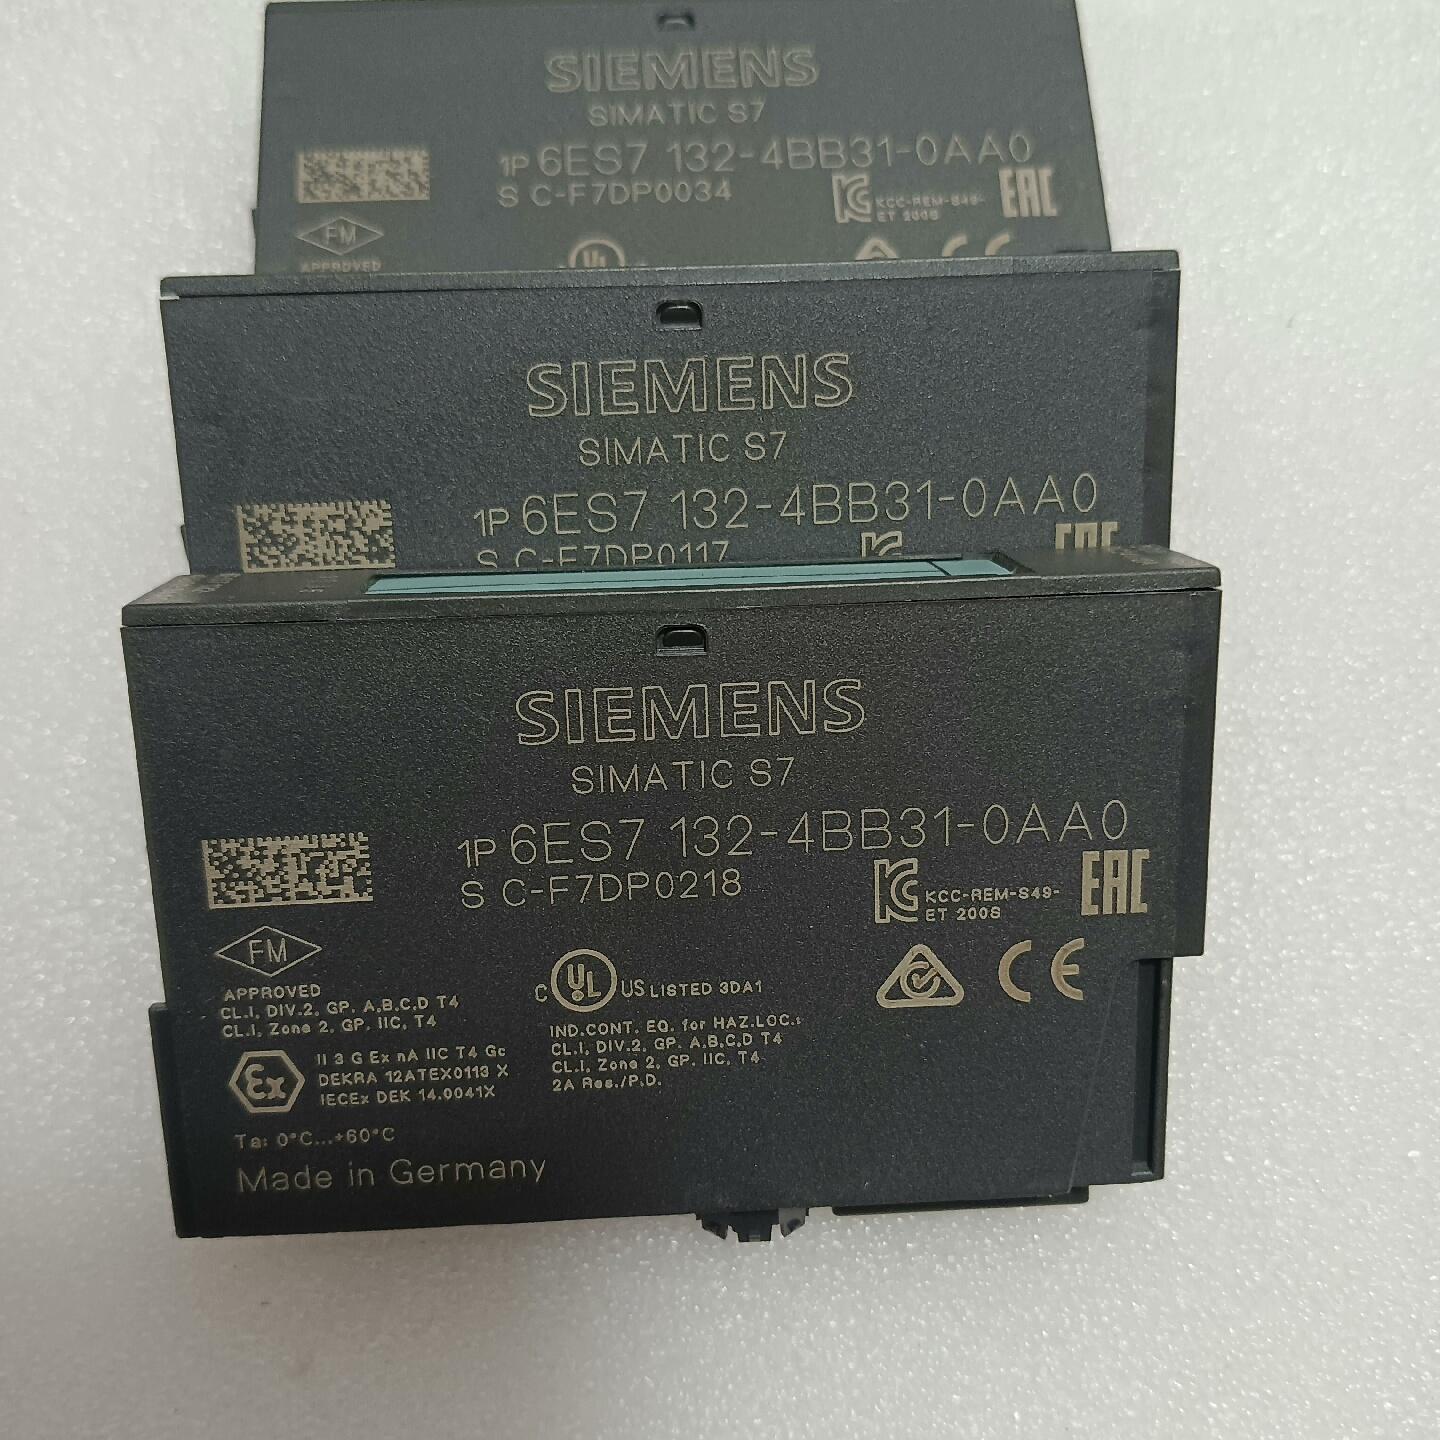 SIEMENS
SIMATIC S7
1P 6ES7 132-4BB31-0AA0
S C-F7DP0034
KCC-REM-S49-
ET 200S
EAC
FM
APPROVED
UL
CE
SIEMENS
SIMATIC S7
1P 6ES7 132-4BB31-0AA0
S C-F7DP0117
EAC
SIEMENS
SIMATIC S7
1P 6ES7 132-4BB31-0AA0
S C-F7DP0218
KCC-REM-S49-
ET 200S
EAC
FM
APPROVED
CL.I, DIV.2, GP. A,B,C,D T4
CL.I, Zone 2, GP. IIC, T4
C UL US LISTED 3DA1
IND.CONT. EQ. for HAZ.LOC.:
CL.I, DIV.2, GP. A,B,C,D T4
CL.I, Zone 2, GP. IIC, T4
2A Res./P.D.
CE
Ex
II 3 G Ex nA IIC T4 Gc
DEKRA 12ATEX0113 X
IECEx DEK 14.0041X
Ta: 0°C...+60°C
Made in Germany